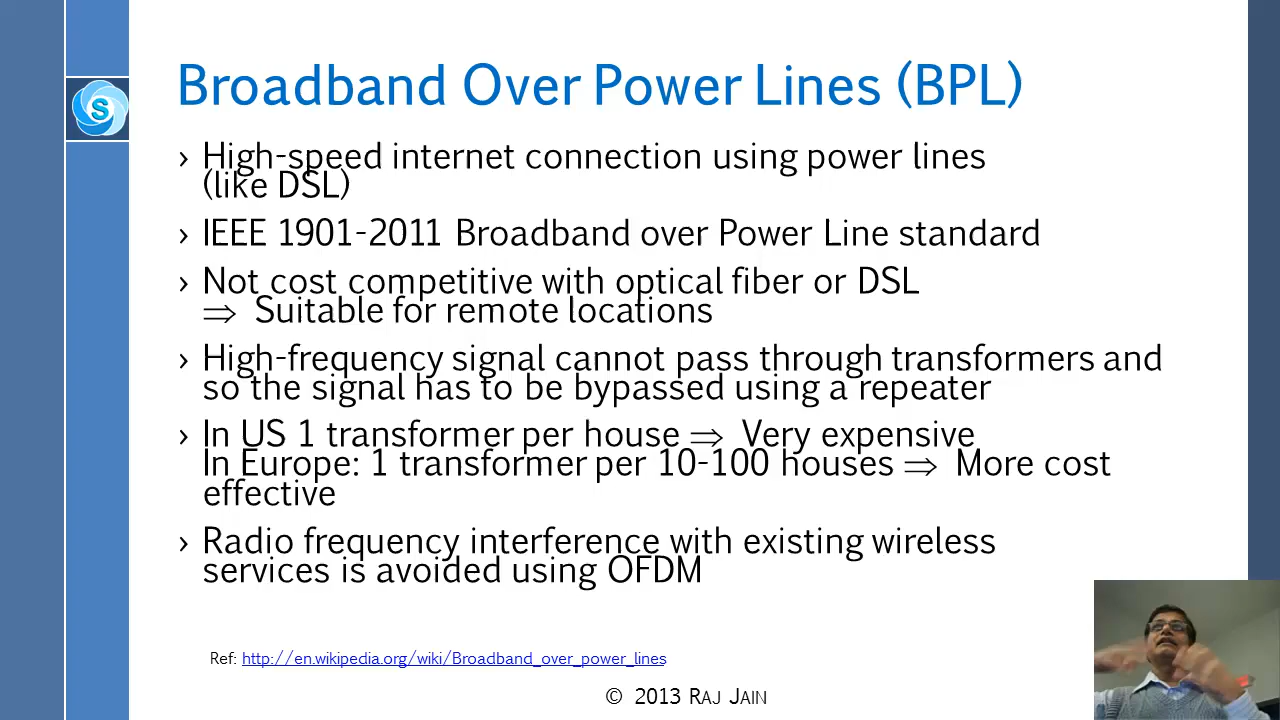 S
Broadband Over Power Lines (BPL)
› High-speed internet connection using power lines
(like DSL)
› IEEE 1901-2011 Broadband over Power Line standard
› Not cost competitive with optical fiber or DSL
⇒ Suitable for remote locations
› High-frequency signal cannot pass through transformers and
so the signal has to be bypassed using a repeater
› In US 1 transformer per house ⇒ Very expensive
In Europe: 1 transformer per 10-100 houses ⇒ More cost
effective
› Radio frequency interference with existing wireless
services is avoided using OFDM
Ref: http://en.wikipedia.org/wiki/Broadband_over_power_lines
© 2013 RAJ JAIN